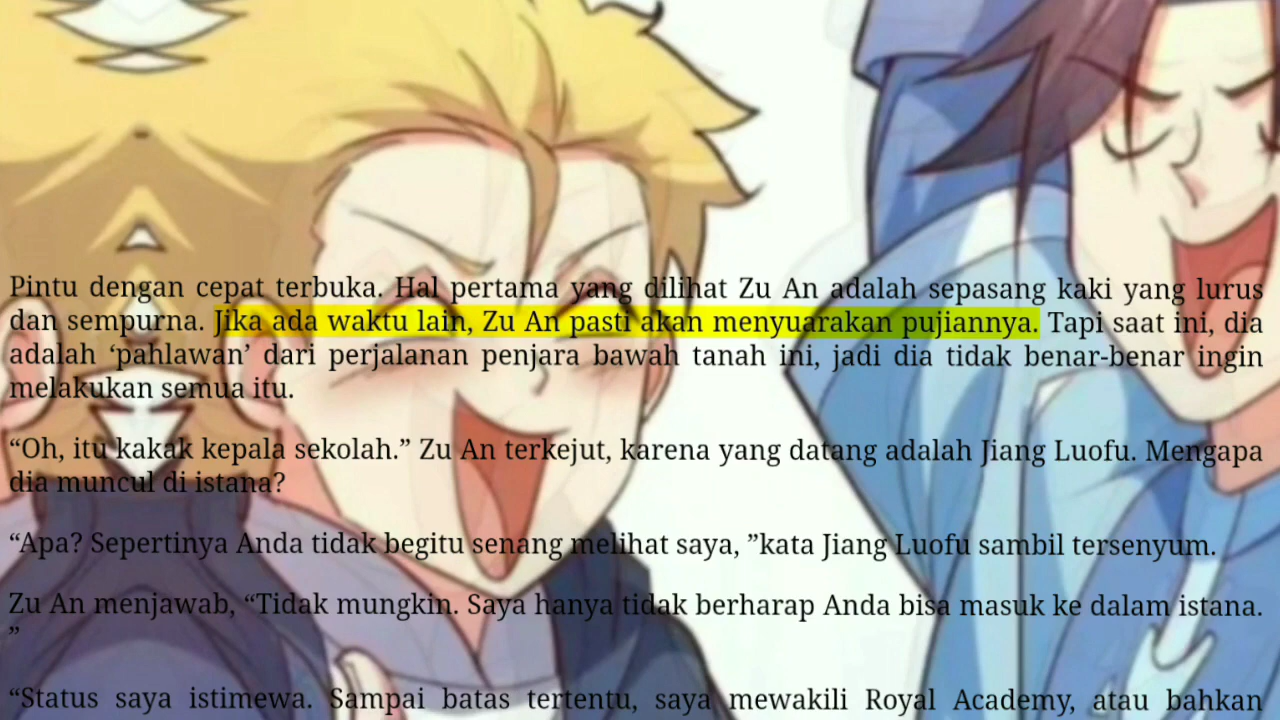 Pintu dengan cepat terbuka. Hal pertama yang dilihat Zu An adalah sepasang kaki yang lurus
dan sempurna. Jika ada waktu lain, Zu An pasti akan menyuarakan pujiannya. Tapi saat ini, dia
adalah ‘pahlawan’ dari perjalanan penjara bawah tanah ini, jadi dia tidak benar-benar ingin
melakukan semua itu.
“Oh, itu kakak kepala sekolah.” Zu An terkejut, karena yang datang adalah Jiang Luofu. Mengapa
dia muncul di istana?
“Apa? Sepertinya Anda tidak begitu senang melihat saya, ”kata Jiang Luofu sambil tersenyum.
Zu An menjawab, “Tidak mungkin. Saya hanya tidak berharap Anda bisa masuk ke dalam istana.
”
“Status saya istimewa. Sampai batas tertentu, saya mewakili Royal Academy, atau bahkan